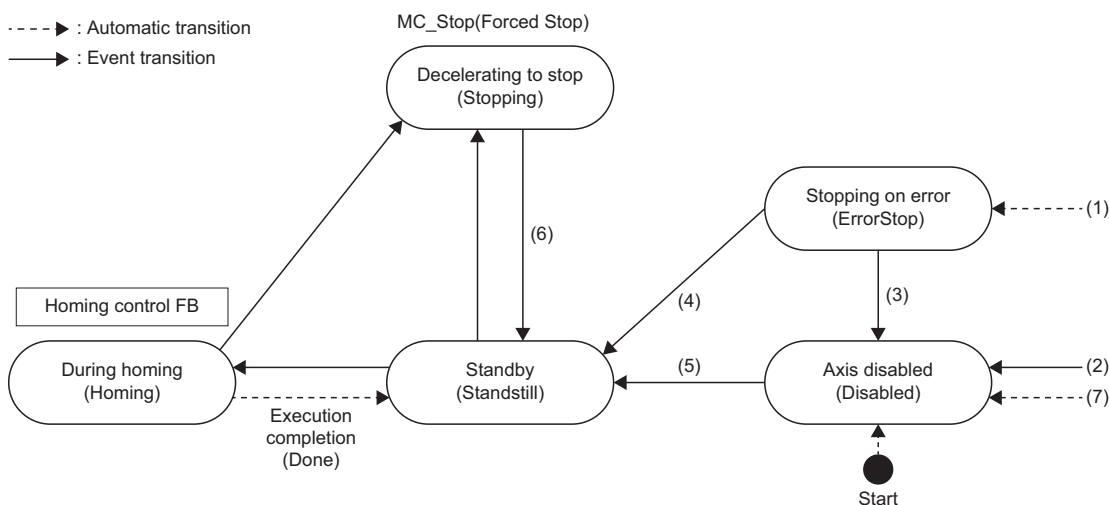 : Automatic transition
: Event transition
MC_Stop(Forced Stop)
Decelerating to stop
(Stopping)
Stopping on error
(ErrorStop)
(1)
(6)
(4)
(3)
Homing control FB
During homing
(Homing)
Standby
(Standstill)
(5)
Axis disabled
(Disabled)
(2)
(7)
Execution
completion
(Done)
Start